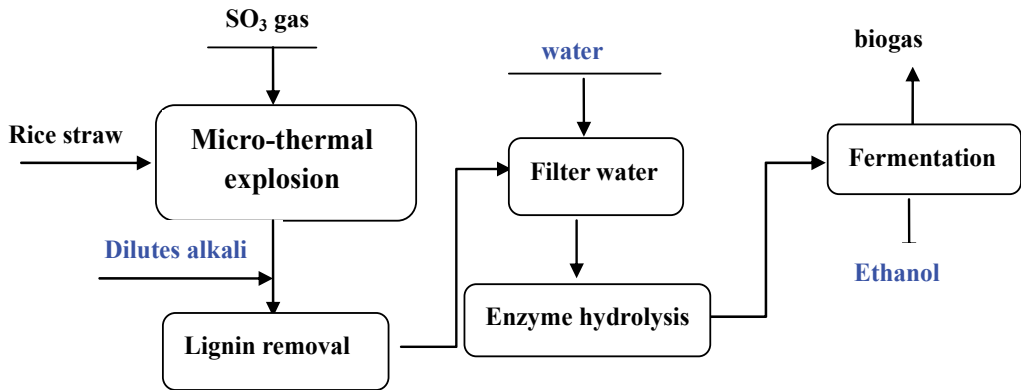 SO₃ gas
Rice straw
Micro-thermal
explosion
Dilutes alkali
Lignin removal
water
Filter water
Enzyme hydrolysis
biogas
Fermentation
Ethanol